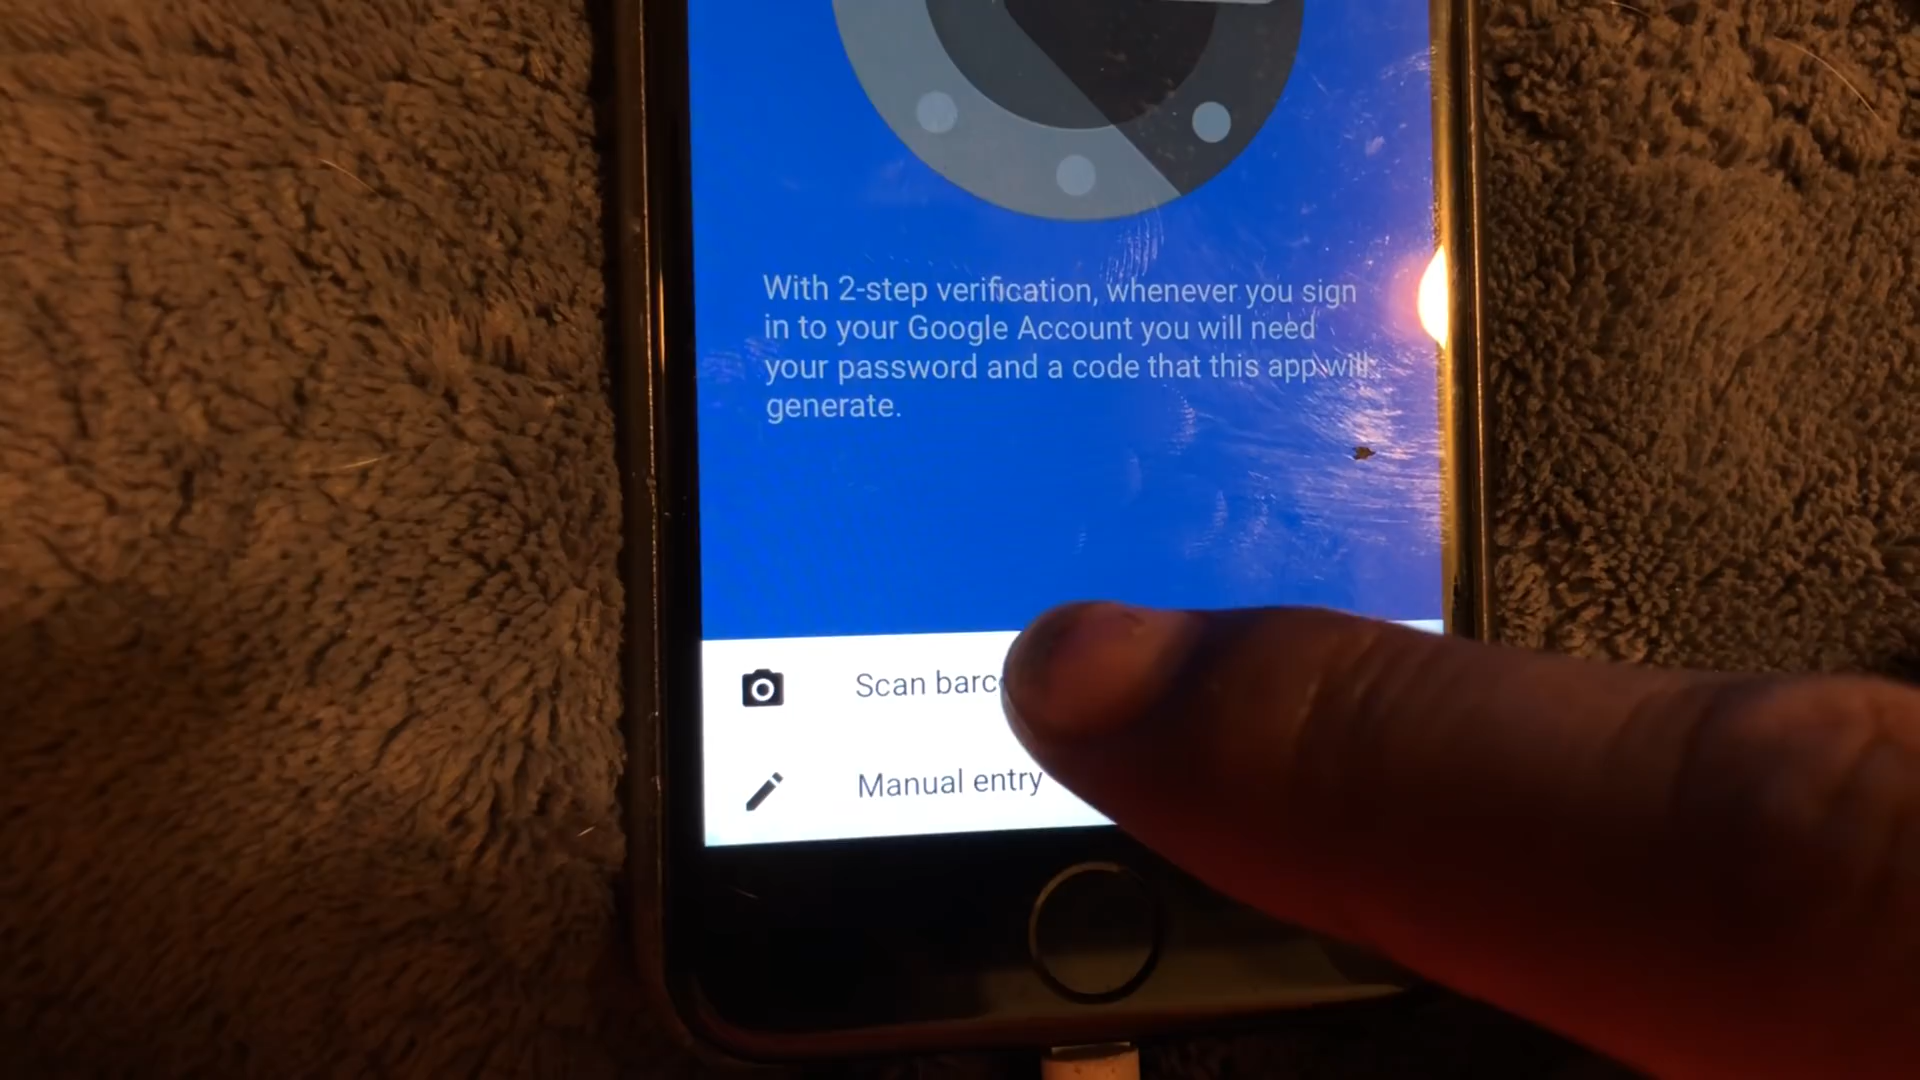 With 2-step verification, whenever you sign
in to your Google Account you will need
your password and a code that this app will
generate.
Scan barc
Manual entry